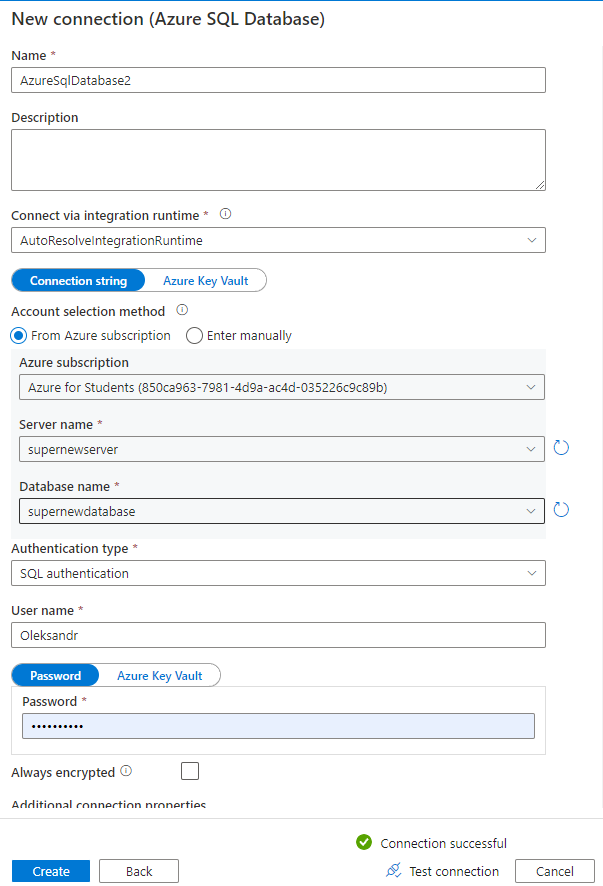 New connection (Azure SQL Database)
Name *
AzureSqlDatabase2
Description
Connect via integration runtime *
AutoResolveIntegrationRuntime
Connection string Azure Key Vault
Account selection method
From Azure subscription Enter manually
Azure subscription
Azure for Students (850ca963-7981-4d9a-ac4d-035226c9c89b)
Server name *
supernewserver
Database name *
supernewdatabase
Authentication type *
SQL authentication
User name *
Oleksandr
Password Azure Key Vault
Password *
••••••••••
Always encrypted
Additional connection properties
Connection successful
Create Back Test connection Cancel